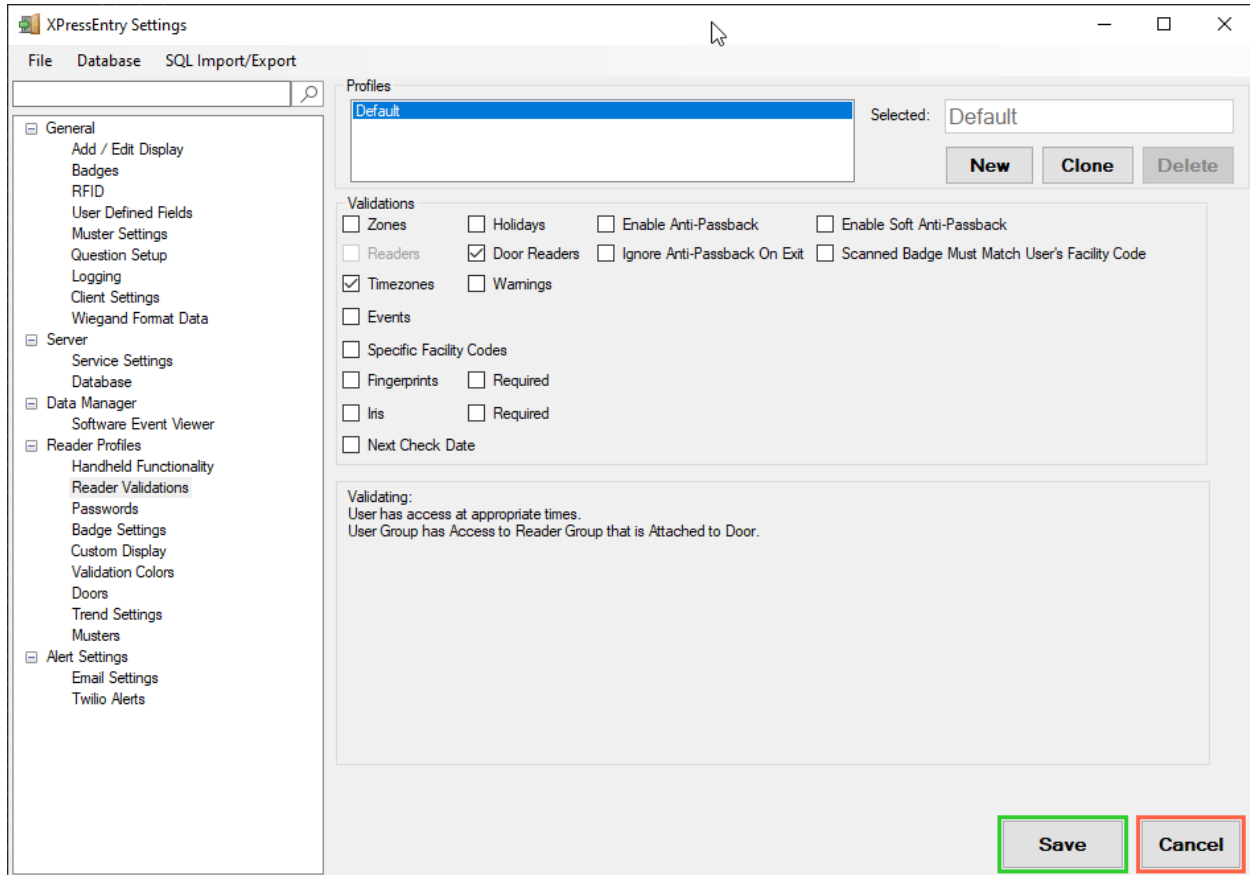 XPressEntry Settings
File Database SQL Import/Export
General
Add / Edit Display
Badges
RFID
User Defined Fields
Muster Settings
Question Setup
Logging
Client Settings
Wiegand Format Data
Server
Service Settings
Database
Data Manager
Software Event Viewer
Reader Profiles
Handheld Functionality
Reader Validations
Passwords
Badge Settings
Custom Display
Validation Colors
Doors
Trend Settings
Musters
Alert Settings
Email Settings
Twilio Alerts
Profiles
Default
Selected: Default
New Clone Delete
Validations
Zones Holidays Enable Anti-Passback Enable Soft Anti-Passback
Readers Door Readers Ignore Anti-Passback On Exit Scanned Badge Must Match User's Facility Code
Timezones Warnings
Events
Specific Facility Codes
Fingerprints Required
Iris Required
Next Check Date
Validating:
User has access at appropriate times.
User Group has Access to Reader Group that is Attached to Door.
Save Cancel